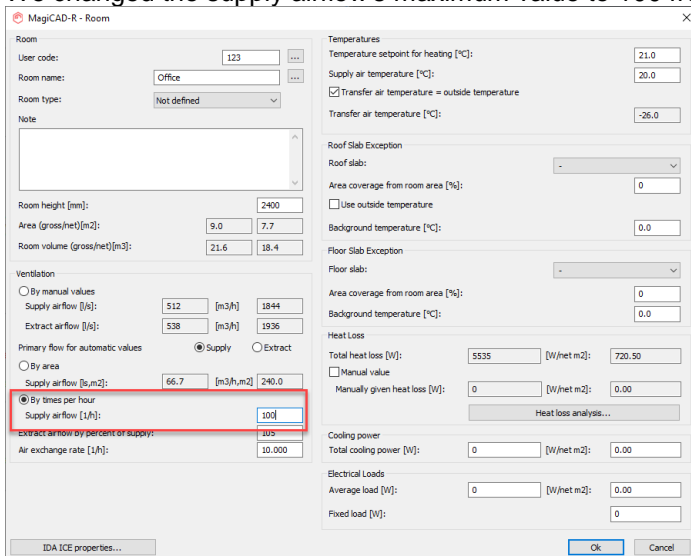 MagiCAD-R - Room
Room
User code: 123 ...
Room name: Office ...
Room type: Not defined
Note
Room height [mm]: 2400
Area (gross/net)[m2]: 9.0 7.7
Room volume (gross/net)[m3]: 21.6 18.4
Ventilation
By manual values
Supply airflow [l/s]: 512 [m3/h] 1844
Extract airflow [l/s]: 538 [m3/h] 1936
Primary flow for automatic values Supply Extract
By area
Supply airflow [ls,m2]: 66.7 [m3/h,m2] 240.0
By times per hour
Supply airflow [1/h]: 100
Extract airflow by percent of supply: 105
Air exchange rate [1/h]: 10.000
IDA ICE properties...
Temperatures
Temperature setpoint for heating [°C]: 21.0
Supply air temperature [°C]: 20.0
Transfer air temperature = outside temperature
Transfer air temperature [°C]: -26.0
Roof Slab Exception
Roof slab: -
Area coverage from room area [%]: 0
Use outside temperature
Background temperature [°C]: 0.0
Floor Slab Exception
Floor slab: -
Area coverage from room area [%]: 0
Background temperature [°C]: 0.0
Heat Loss
Total heat loss [W]: 5535 [W/net m2]: 720.50
Manual value
Manually given heat loss [W]: 0 [W/net m2]: 0.00
Heat loss analysis...
Cooling power
Total cooling power [W]: 0 [W/net m2]: 0.00
Electrical Loads
Average load [W]: 0 [W/net m2]: 0.00
Fixed load [W]: 0
Ok Cancel